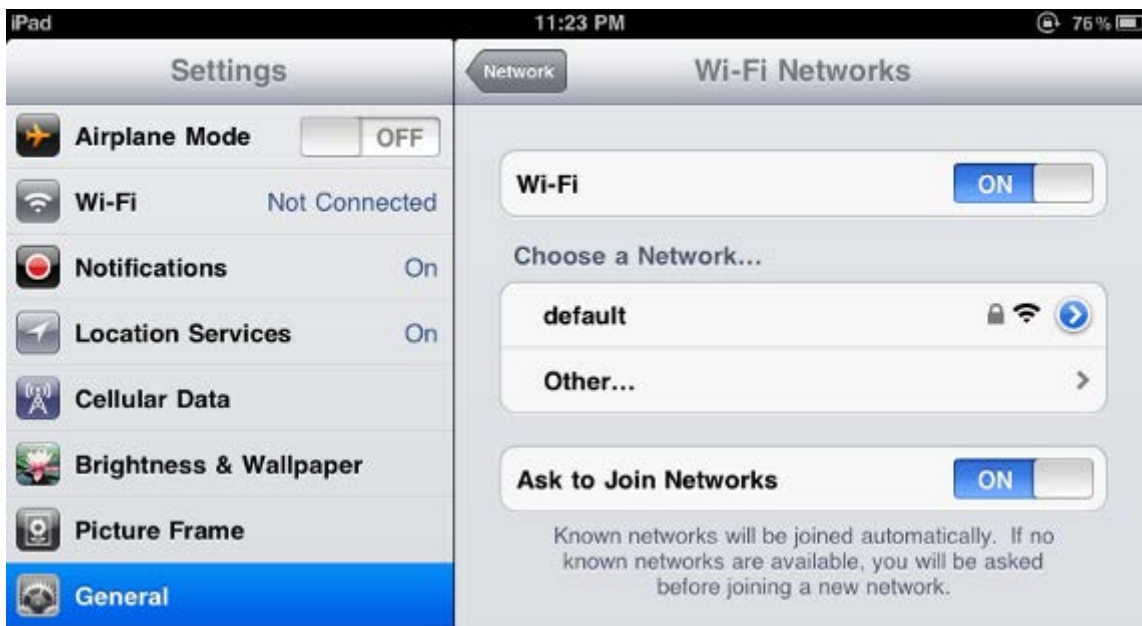 iPad 11:23 PM 76%
Settings
Airplane Mode OFF
Wi-Fi Not Connected
Notifications On
Location Services On
Cellular Data
Brightness & Wallpaper
Picture Frame
General
Network Wi-Fi Networks
Wi-Fi ON
Choose a Network...
default
Other...
Ask to Join Networks ON
Known networks will be joined automatically. If no
known networks are available, you will be asked
before joining a new network.